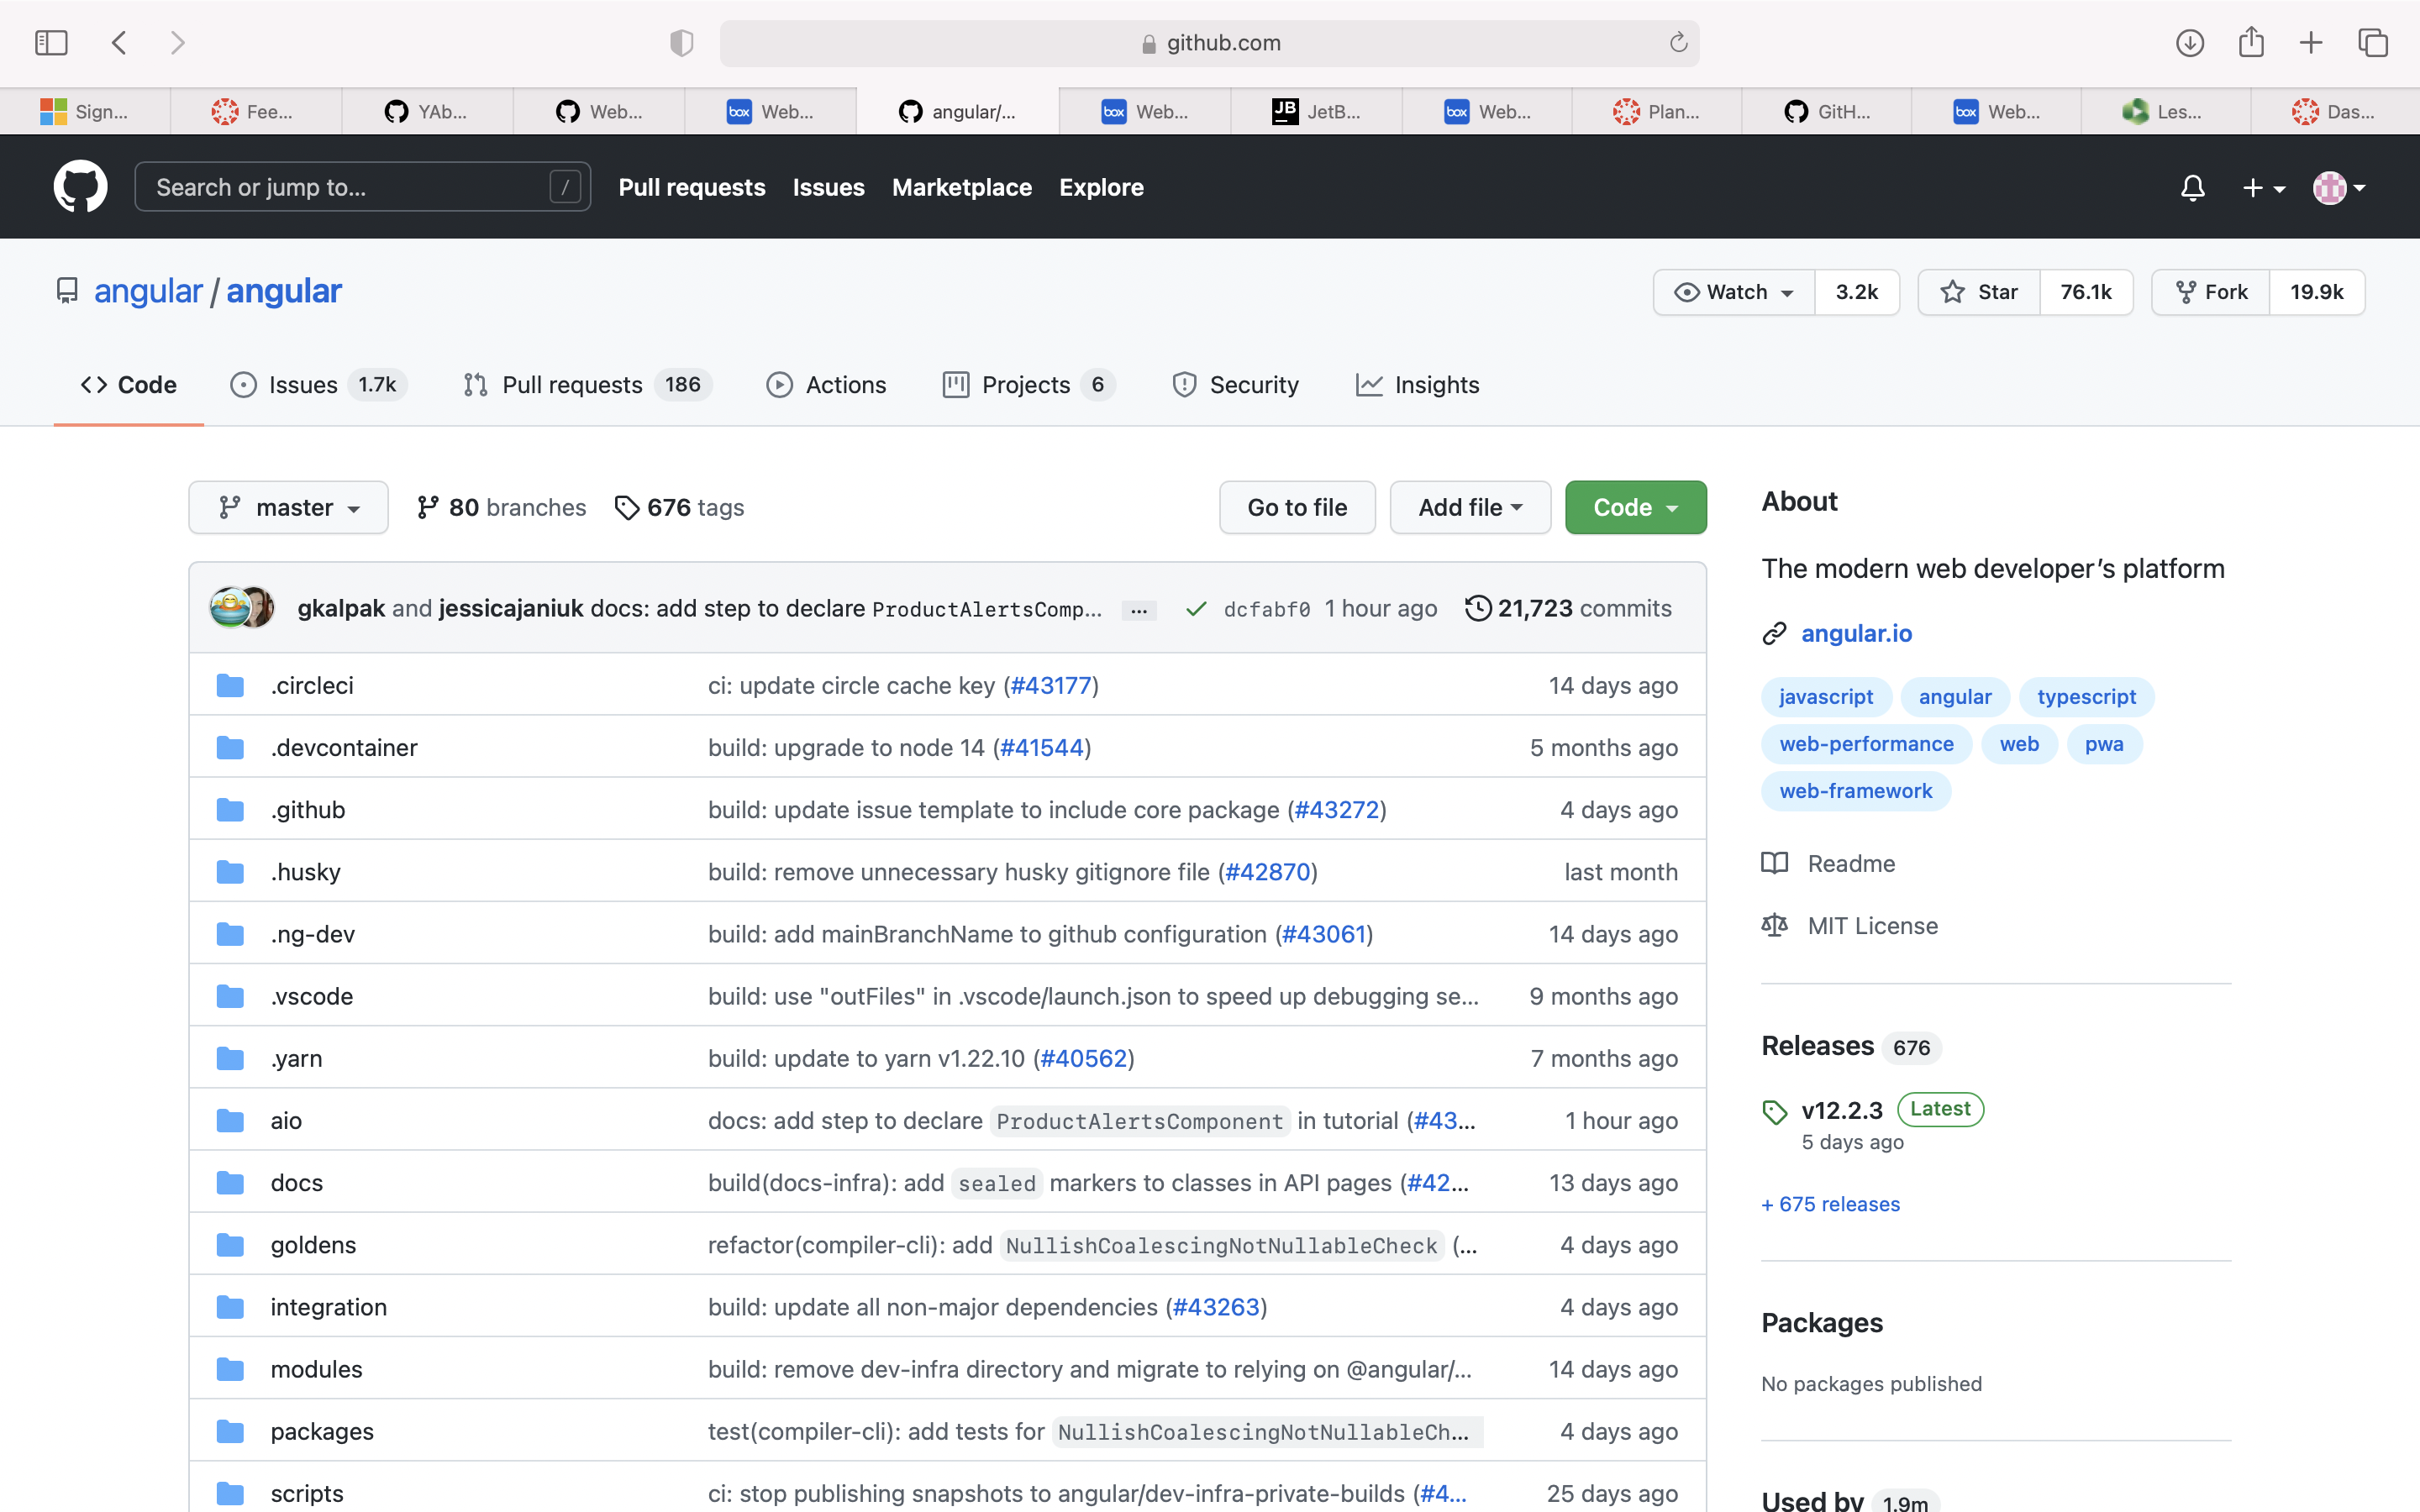 github.com
Sign... Fee... YAb... Web... Web... angular/... Web... JetB... Web... Plan... GitH... Web... Les... Das...
box box JB box box
Search or jump to... / Pull requests Issues Marketplace Explore
angular / angular Watch 3.2k Star 76.1k Fork 19.9k
Code Issues 1.7k Pull requests 186 Actions Projects 6 Security Insights
master 80 branches 676 tags Go to file Add file Code
gkalpak and jessicajaniuk docs: add step to declare ProductAlertsComp... ... dcfabf0 1 hour ago 21,723 commits
.circleci ci: update circle cache key (#43177) 14 days ago
.devcontainer build: upgrade to node 14 (#41544) 5 months ago
.github build: update issue template to include core package (#43272) 4 days ago
.husky build: remove unnecessary husky gitignore file (#42870) last month
.ng-dev build: add mainBranchName to github configuration (#43061) 14 days ago
.vscode build: use "outFiles" in .vscode/launch.json to speed up debugging se... 9 months ago
.yarn build: update to yarn v1.22.10 (#40562) 7 months ago
aio docs: add step to declare ProductAlertsComponent in tutorial (#43... 1 hour ago
docs build(docs-infra): add sealed markers to classes in API pages (#42... 13 days ago
goldens refactor(compiler-cli): add NullishCoalescingNotNullableCheck (... 4 days ago
integration build: update all non-major dependencies (#43263) 4 days ago
modules build: remove dev-infra directory and migrate to relying on @angular/... 14 days ago
packages test(compiler-cli): add tests for NullishCoalescingNotNullableCh... 4 days ago
scripts ci: stop publishing snapshots to angular/dev-infra-private-builds (#4... 25 days ago
About
The modern web developer’s platform
angular.io
javascript angular typescript
web-performance web pwa
web-framework
Readme
MIT License
Releases 676
v12.2.3 Latest
5 days ago
+ 675 releases
Packages
No packages published
Used by 1.9m